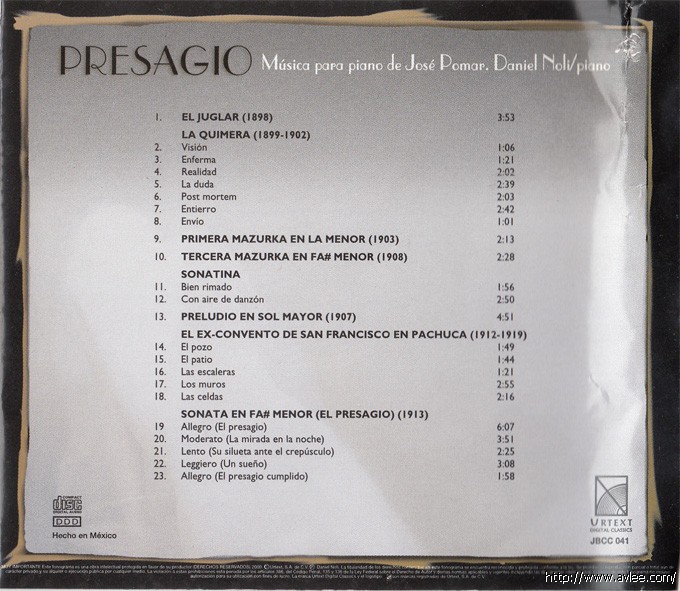 PRESAGIO Música para piano de José Pomar. Daniel Noli/piano
1. EL JUGLAR (1898) 3:53
LA QUIMERA (1899-1902)
2. Visión 1:06
3. Enferma 1:21
4. Realidad 2:02
5. La duda 2:39
6. Post mortem 2:03
7. Entierro 2:42
8. Envío 1:01
9. PRIMERA MAZURKA EN LA MENOR (1903) 2:13
10. TERCERA MAZURKA EN FA# MENOR (1908) 2:28
SONATINA
11. Bien rimado 1:56
12. Con aire de danzón 2:50
13. PRELUDIO EN SOL MAYOR (1907) 4:51
EL EX-CONVENTO DE SAN FRANCISCO EN PACHUCA (1912-1919)
14. El pozo 1:49
15. El patio 1:44
16. Las escaleras 1:21
17. Los muros 2:55
18. Las celdas 2:16
SONATA EN FA# MENOR (EL PRESAGIO) (1913)
19 Allegro (El presagio) 6:07
20. Moderato (La mirada en la noche) 3:51
21. Lento (Su silueta ante el crepúsculo) 2:25
22. Leggiero (Un sueño) 3:08
23. Allegro (El presagio cumplido) 1:58
COMPACT
disc
DIGITAL AUDIO
DDD
Hecho en México
URTEXT
DIGITAL CLASSICS
JBCC 041
http://www.avlee.com